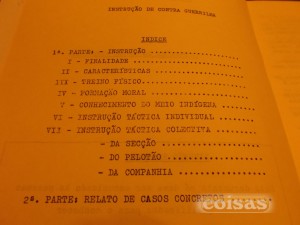 INSTRUÇÃO DE CONTRA GUERRILHA
INDICE
1ª. PARTE: - INSTRUÇÃO ....................
I - FINALIDADE ....................
II - CARACTERÍSTICAS ....................
III - TREINO FÍSICO ....................
IV - FORMAÇÃO MORAL ....................
V - CONHECIMENTO DO MEIO INDÍGENA
VI - INSTRUÇÃO TÁCTICA INDIVIDUAL ........
VII - INSTRUÇÃO TÁCTICA COLECTIVA
- DA SECÇÃO ....................
- DO PELOTÃO ....................
- DA COMPANHIA ....................
2ª. PARTE: RELATO DE CASOS CONCRETOS ........
coisas